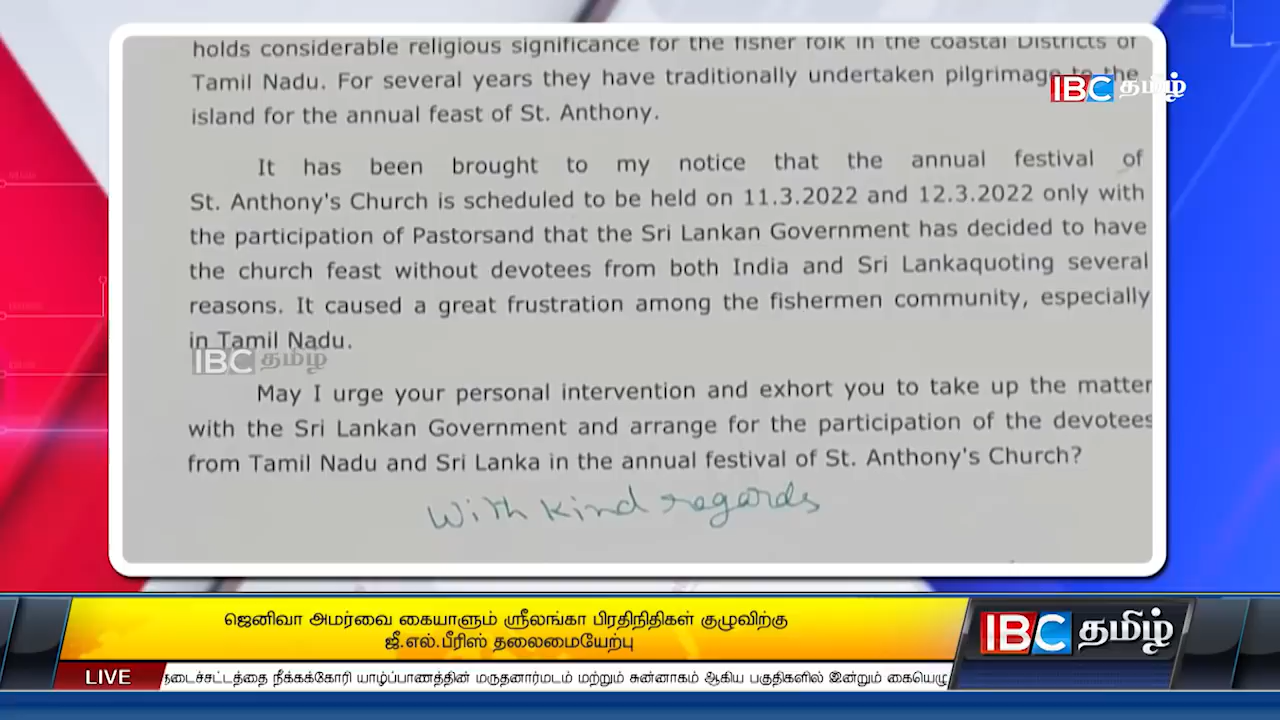 holds considerable religious significance for the fisher folk in the coastal Districts of
Tamil Nadu. For several years they have traditionally undertaken pilgrimage to the
IBC தமிழ்
island for the annual feast of St. Anthony.
It has been brought to my notice that the annual festival of
St. Anthony's Church is scheduled to be held on 11.3.2022 and 12.3.2022 only with
the participation of Pastorsand that the Sri Lankan Government has decided to have
the church feast without devotees from both India and Sri Lankaquoting several
reasons. It caused a great frustration among the fishermen community, especially
in Tamil Nadu.
IBC தமிழ்
May I urge your personal intervention and exhort you to take up the matter
with the Sri Lankan Government and arrange for the participation of the devotees
from Tamil Nadu and Sri Lanka in the annual festival of St. Anthony's Church?
With kind regards
ஜெனிவா அமர்வை கையாளும் ஸ்ரீலங்கா பிரதிநிதிகள் குழுவிற்கு
ஜீ.எல்.பீரிஸ் தலைமையேற்பு
IBC தமிழ்
LIVE
தடைச்சட்டத்தை நீக்கக்கோரி யாழ்ப்பாணத்தின் மருதனார்மடம் மற்றும் சுன்னாகம் ஆகிய பகுதிகளில் இன்றும் கையெழு